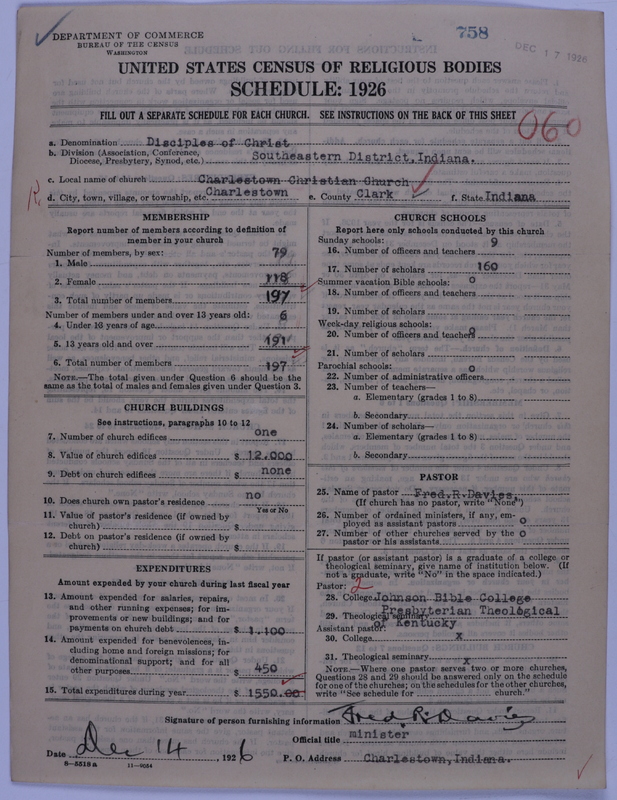 DEPARTMENT OF COMMERCE
BUREAU OF THE CENSUS
WASHINGTON
758
DEC 17 1926
UNITED STATES CENSUS OF RELIGIOUS BODIES
SCHEDULE: 1926
FILL OUT A SEPARATE SCHEDULE FOR EACH CHURCH. SEE INSTRUCTIONS ON THE BACK OF THIS SHEET
060
a. Denomination Disciples of Christ
b. Division (Association, Conference, Diocese, Presbytery, Synod, etc.) Southeastern District, Indiana.
c. Local name of church Charlestown Christian Church
R.
d. City, town, village, or township, etc. Charlestown e. County Clark f. State Indiana
MEMBERSHIP
Report number of members according to definition of
member in your church
Number of members, by sex:
1. Male 79
2. Female 118
3. Total number of members 197
Number of members under and over 13 years old:
4. Under 13 years of age 6
5. 13 years old and over 191
6. Total number of members 197
NOTE.—The total given under Question 6 should be
same as the total of males and females given under Question 3.
CHURCH BUILDINGS
See instructions, paragraphs 10 to 12
7. Number of church edifices one
8. Value of church edifices $ 12.000
9. Debt on church edifices $ none
10. Does church own pastor's residence no
Yes or No
11. Value of pastor's residence (if owned by
church) $
12. Debt on pastor's residence (if owned by
church) $
EXPENDITURES
Amount expended by your church during last fiscal year
13. Amount expended for salaries, repairs,
and other running expenses; for im-
provements or new buildings; and for
payments on church debt $ 1.100
14. Amount expended for benevolences, in-
cluding home and foreign missions; for
denominational support; and for all
other purposes $ 450
15. Total expenditures during year $ 1550.00
CHURCH SCHOOLS
Report here only schools conducted by this church
Sunday schools:
16. Number of officers and teachers 9
17. Number of scholars 160
Summer vacation Bible schools: 0
18. Number of officers and teachers
19. Number of scholars
Week-day religious schools:
20. Number of officers and teachers 0
21. Number of scholars
Parochial schools: 0
22. Number of administrative officers
23. Number of teachers—
a. Elementary (grades 1 to 8)
b. Secondary
24. Number of scholars—
a. Elementary (grades 1 to 8)
b. Secondary
PASTOR
25. Name of pastor Fred.R.Davies.
(If church has no pastor, write "None")
26. Number of ordained ministers, if any, em-
ployed as assistant pastors 0
27. Number of other churches served by the 0
pastor or his assistants
If pastor (or assistant pastor) is a graduate of a college or
theological seminary, give name of institution below. (If
not a graduate, write "No" in the space indicated.)
Pastor: 2
28. College Johnson Bible College
29. Theological seminary Presbyterian Theological
Assistant pastor: of Kentucky
30. College x
31. Theological seminary x
NOTE.—Where one pastor serves two or more churches,
Questions 28 and 29 should be answered only on the schedule
for one of the churches; on the schedules for the other churches,
write "See schedule for church."
Signature of person furnishing information Fred R. Davies
Official title minister
Date Dec 14, 1926 P. O. Address Charlestown, Indiana.
8—5518 A 11—9054